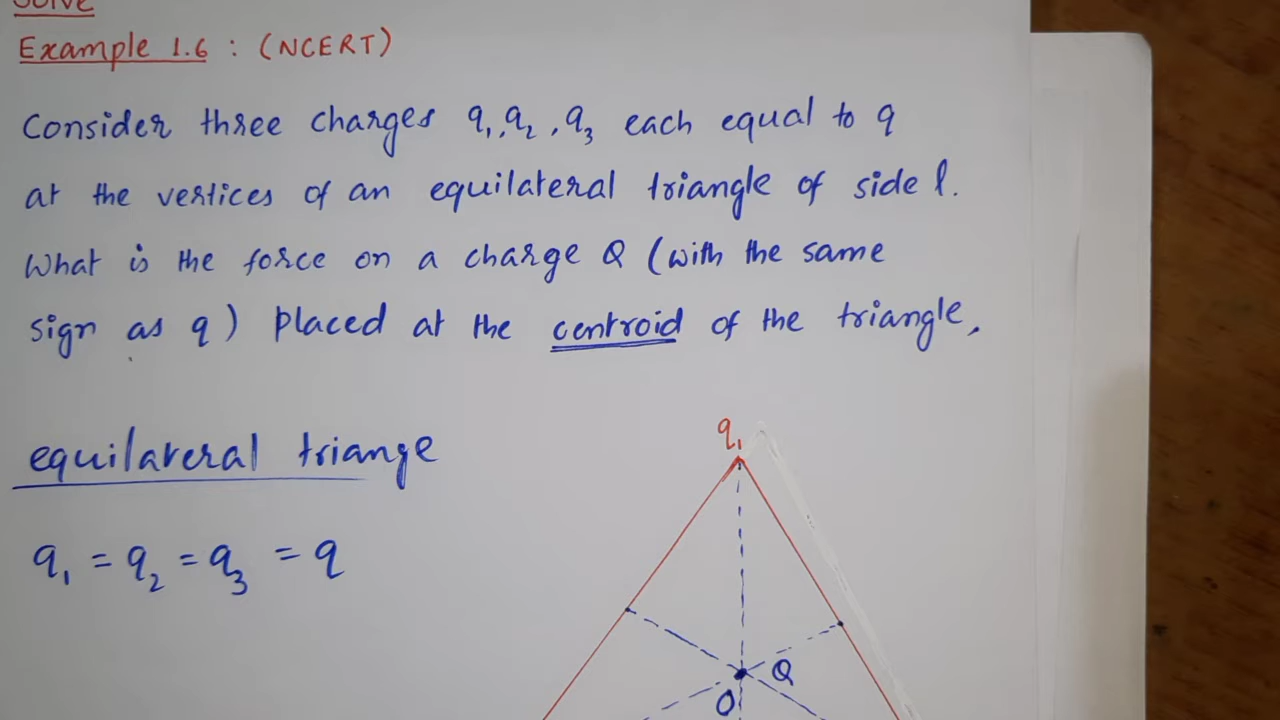 Solve
Example 1.6 : (NCERT)
Consider three charges q₁, q₂, q₃ each equal to q
at the vertices of an equilateral triangle of side l.
What is the force on a charge Q (with the same
sign as q) placed at the centroid of the triangle.
equilateral triange
q₁
q₁ = q₂ = q₃ = q
Q
O